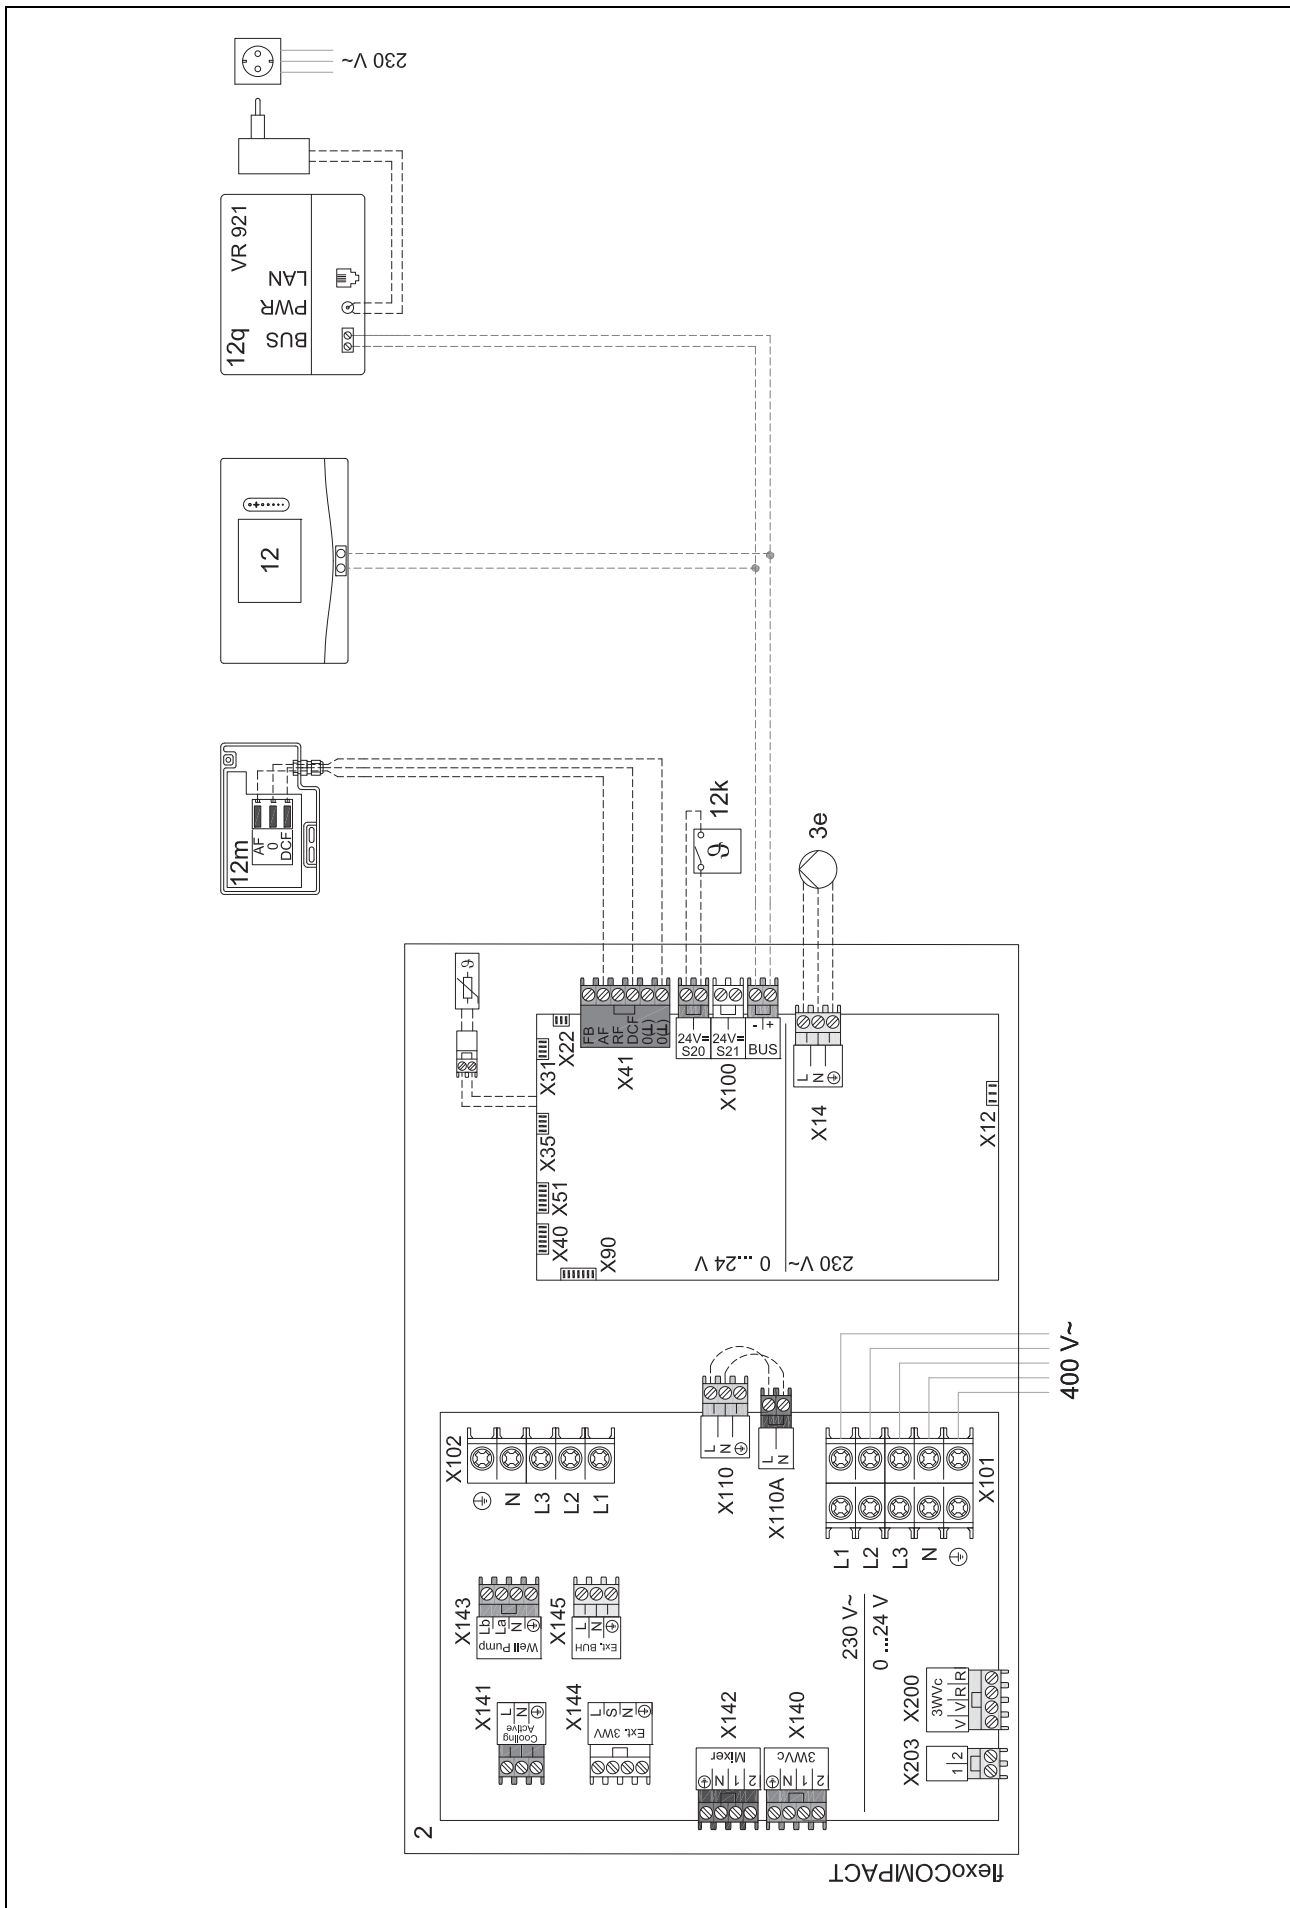 230 V~
VR 921
LAN
PWR
BUS
12q
12
12m
AF
0
DCF
12k
ϑ
3e
ϑ
X22
X31
X35
X51
X40
X90
FB
AF
RF
DCF
0(⊥)
0(⊥)
X41
24V=
S20
24V=
S21
- +
BUS
X100
L
N
X14
X12
0 ...24 V
230 V~
400 V~
X102
N
L3
L2
L1
L
N
X110
L
N
X110A
X101
L1
L2
L3
N
X143
Lb
La
N
Well Pump
X145
L
N
Ext. BUH
230 V~
0 ...24 V
X141
L
N
Cooling
Active
X144
L
S
N
Ext. 3WV
X142
Mixer
N
1
2
X140
3WVc
N
1
2
X200
3WVc
V V R R
X203
1 2
2
flexoCOMPACT